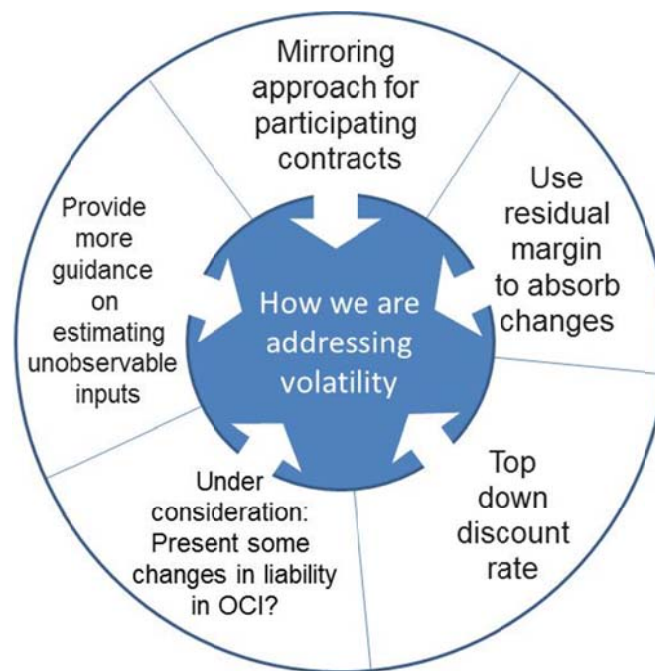 Mirroring
approach for
participating
contracts
Use
residual
margin
to absorb
changes
Top
down
discount
rate
Under
consideration:
Present some
changes in liability
in OCI?
Provide
more
guidance
on
estimating
unobservable
inputs
How we are
addressing
volatility